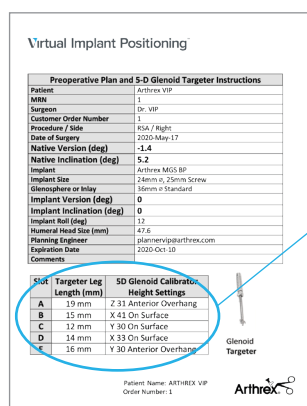 Virtual Implant Positioning™
Preoperative Plan and 5-D Glenoid Targeter Instructions
Patient Arthrex VIP
MRN 1
Surgeon Dr. VIP
Customer Order Number 1
Procedure / Side RSA / Right
Date of Surgery 2020-May-17
Native Version (deg) -1.4
Native Inclination (deg) 5.2
Implant Arthrex MGS BP
Implant Size 24mm ø, 25mm Screw
Glenosphere or Inlay 36mm ø Standard
Implant Version (deg) 0
Implant Inclination (deg) 0
Implant Roll (deg) 12
Humeral Head Size (mm) 47.6
Planning Engineer plannervip@arthrex.com
Expiration Date 2020-Oct-10
Comments
Slot Targeter Leg Length (mm) 5D Glenoid Calibrator Height Settings
A 19 mm Z 31 Anterior Overhang
B 15 mm X 41 On Surface
C 12 mm Y 30 On Surface
D 14 mm X 33 On Surface
E 16 mm Y 30 Anterior Overhang
Glenoid
Targeter
Patient Name: ARTHREX VIP
Order Number: 1
Arthrex